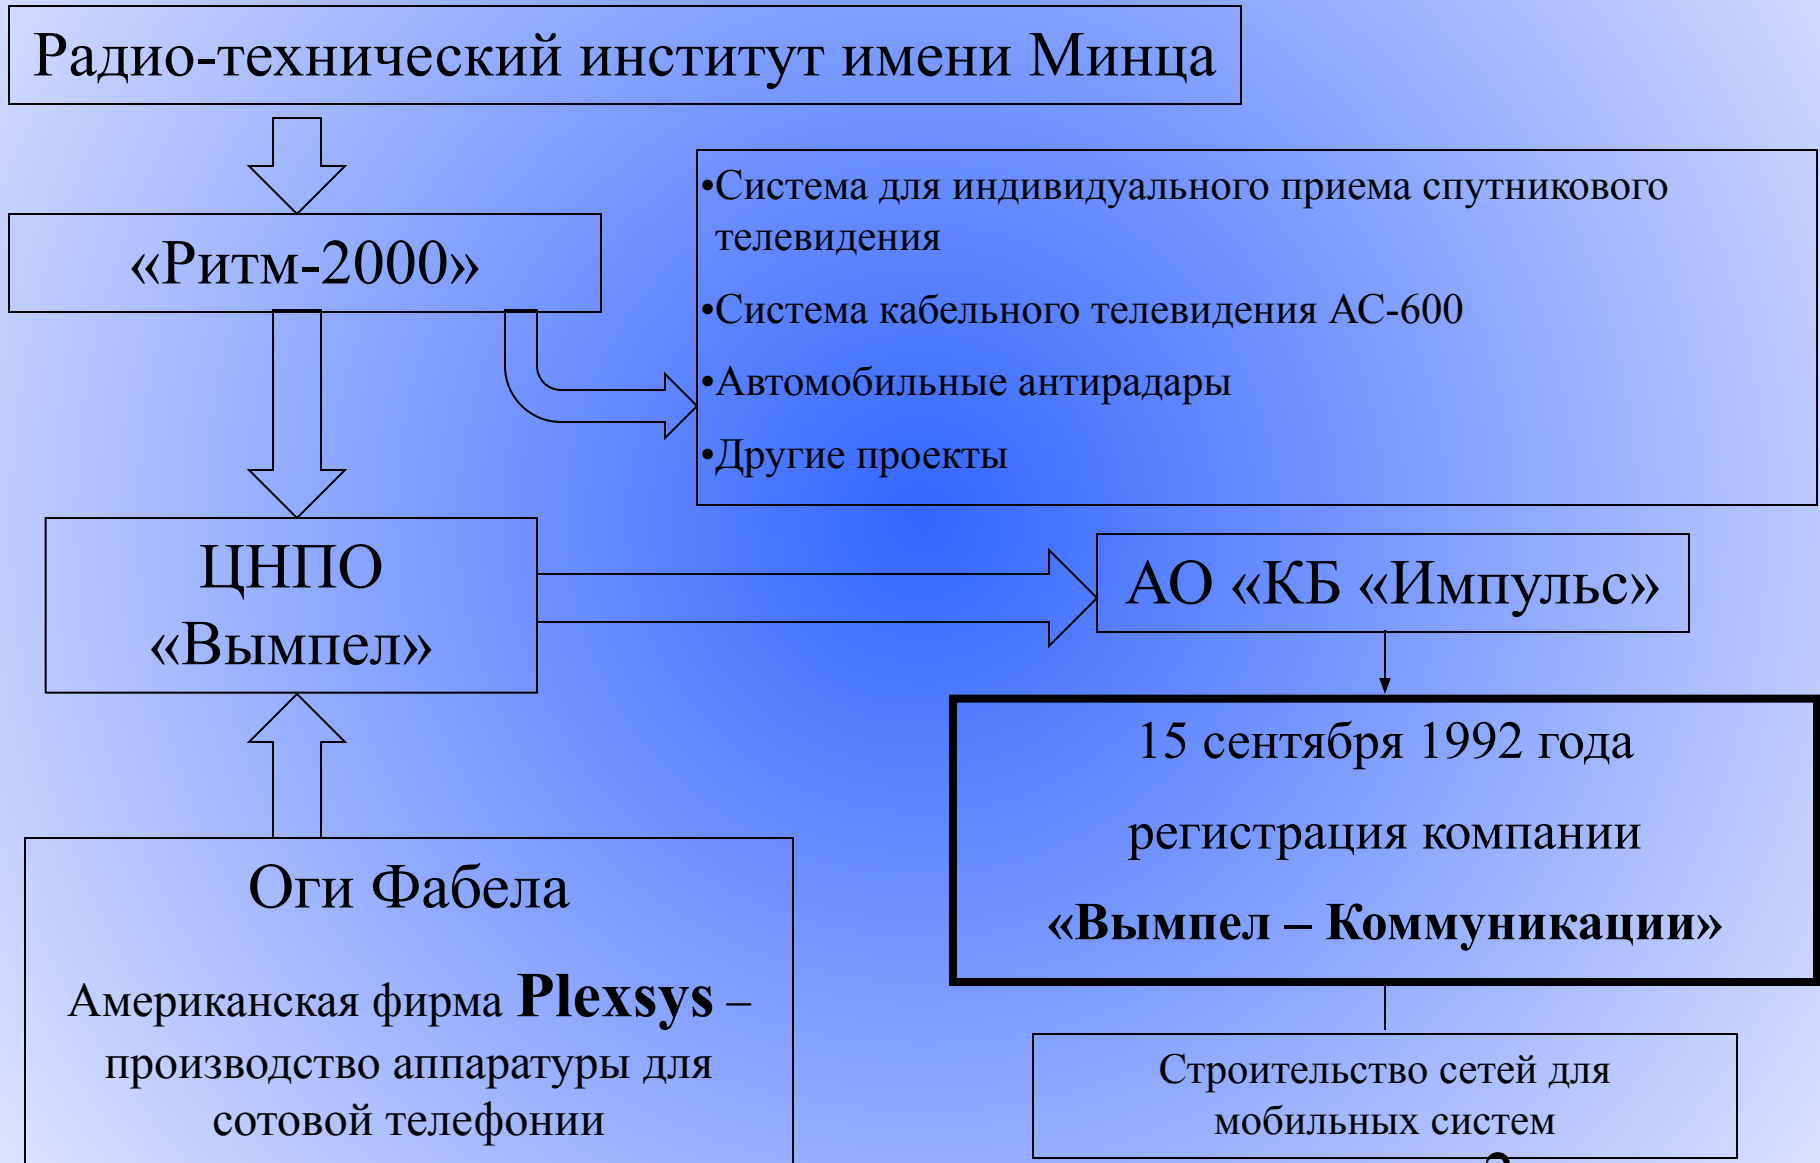 Радио-технический институт имени Минца
•Система для индивидуального приема спутникового
телевидения
«Ритм-2000»
•Система кабельного телевидения АС-600
•Автомобильные антирадары
•Другие проекты
ЦНПО
«Вымпел»
АО «КБ «Импульс»
15 сентября 1992 года
регистрация компании
«Вымпел – Коммуникации»
Оги Фабела
Американская фирма Plexsys –
производство аппаратуры для
сотовой телефонии
Строительство сетей для
мобильных систем